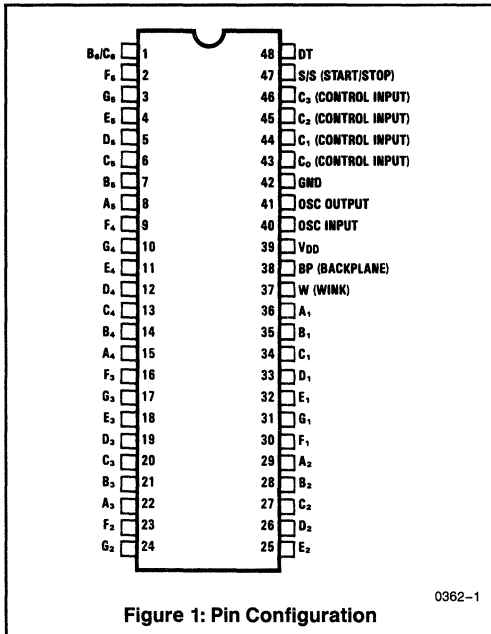 B₆/C₆ 1 48 DT
F₅ 2 47 S/S (START/STOP)
G₅ 3 46 C₃ (CONTROL INPUT)
E₅ 4 45 C₂ (CONTROL INPUT)
D₅ 5 44 C₁ (CONTROL INPUT)
C₅ 6 43 C₀ (CONTROL INPUT)
B₅ 7 42 GND
A₅ 8 41 OSC OUTPUT
F₄ 9 40 OSC INPUT
G₄ 10 39 V_DD
E₄ 11 38 BP (BACKPLANE)
D₄ 12 37 W (WINK)
C₄ 13 36 A₁
B₄ 14 35 B₁
A₄ 15 34 C₁
F₃ 16 33 D₁
G₃ 17 32 E₁
E₃ 18 31 G₁
D₃ 19 30 F₁
C₃ 20 29 A₂
B₃ 21 28 B₂
A₃ 22 27 C₂
F₂ 23 26 D₂
G₂ 24 25 E₂
0362–1
Figure 1: Pin Configuration